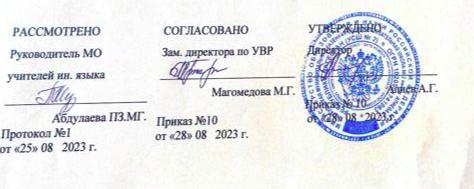 РАССМОТРЕНО
Руководитель МО
учителей ин. языка
Абдулаева ПЗ.МГ.
Протокол №1
от «25» 08 2023 г.
СОГЛАСОВАНО
Зам. директора по УВР
Магомедова М.Г.
Приказ №10
от «28» 08 2023 г.
УТВЕРЖДЕНО
Директор
Алиев А.Г.
Приказ № 10
от «28» 08 2023 г.